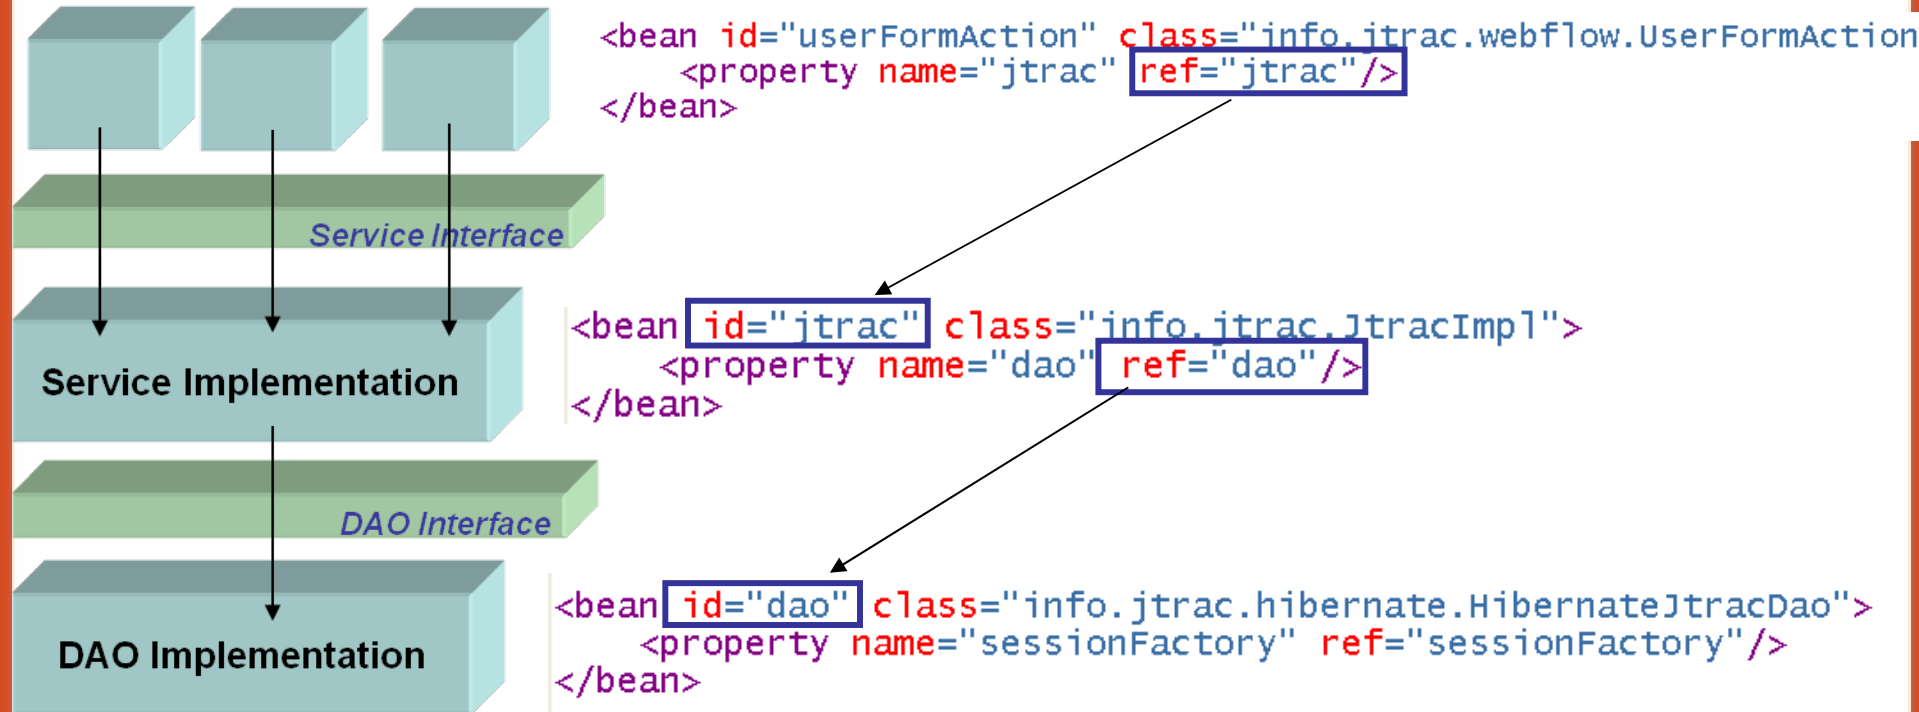 <bean id="userFormAction" class="info.jtrac.webflow.UserFormAction
<property name="jtrac" ref="jtrac"/>
</bean>
Service Interface
<bean id="jtrac" class="info.jtrac.JtracImpl">
<property name="dao" ref="dao"/>
</bean>
Service Implementation
DAO Interface
<bean id="dao" class="info.jtrac.hibernate.HibernateJtracDao">
<property name="sessionFactory" ref="sessionFactory"/>
</bean>
DAO Implementation